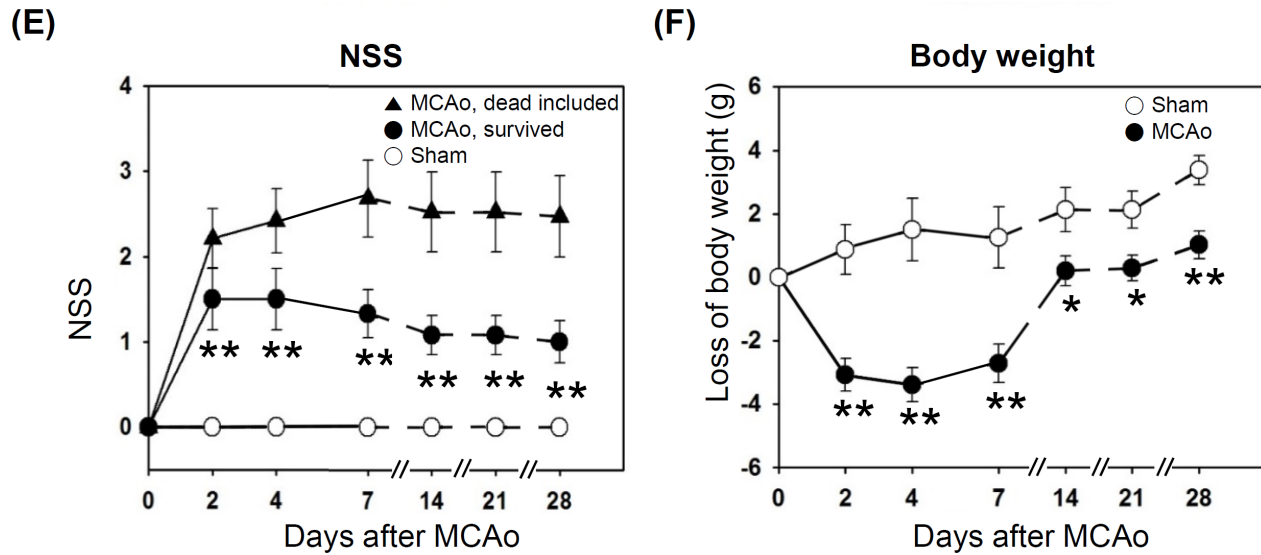 (E)
NSS
4
3
2
1
0
NSS
▲ MCAo, dead included
● MCAo, survived
○ Sham
** ** ** ** ** **
0 2 4 7 // 14 // 21 // 28
Days after MCAo
(F)
Body weight
6
4
2
0
-2
-4
-6
Loss of body weight (g)
○ Sham
● MCAo
** ** ** * * **
0 2 4 7 // 14 // 21 // 28
Days after MCAo